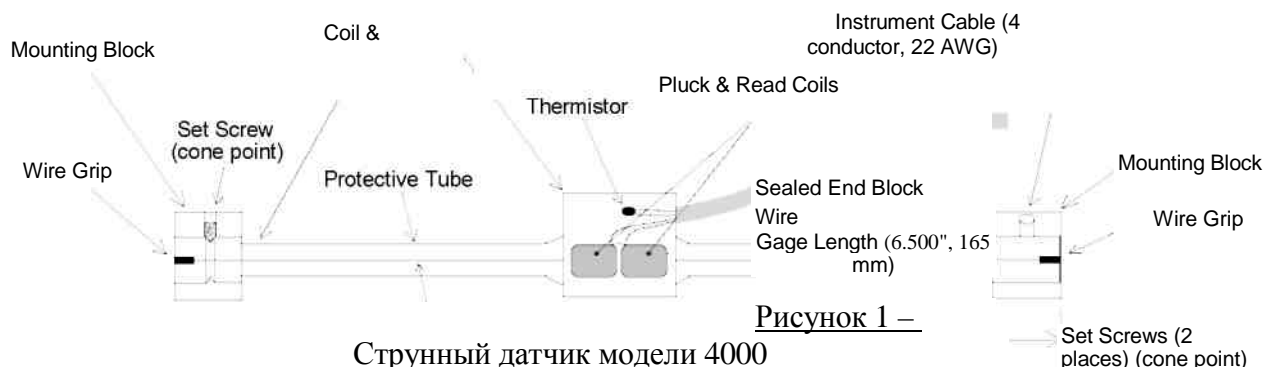 Instrument Cable (4
conductor, 22 AWG)
Coil &
Mounting Block
Pluck & Read Coils
Thermistor
Set Screw
(cone point)
Wire Grip
Protective Tube
Mounting Block
Sealed End Block
Wire
Wire Grip
Gage Length (6.500", 165
mm)
Рисунок 1 –
Струнный датчик модели 4000
Set Screws (2
places) (cone point)